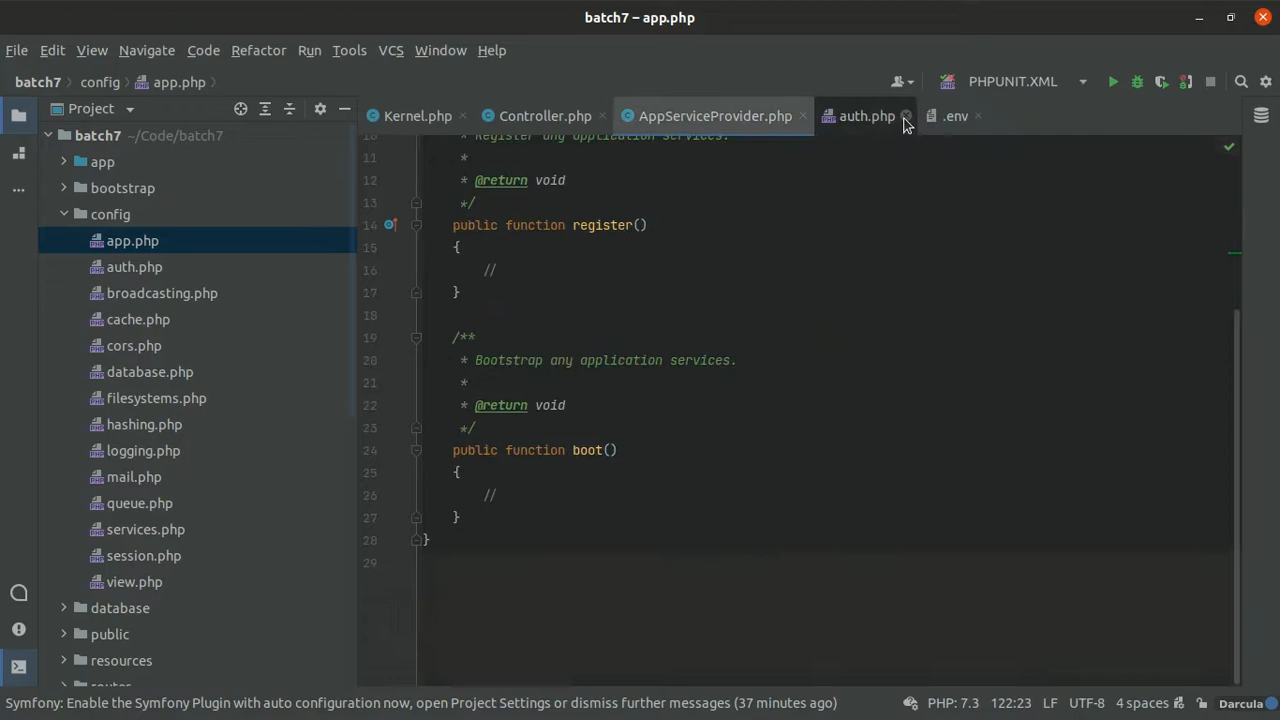 batch7 – app.php
File Edit View Navigate Code Refactor Run Tools VCS Window Help
batch7 config app.php PHPUNIT.XML
Project
batch7 ~/Code/batch7
app
bootstrap
config
app.php
auth.php
broadcasting.php
cache.php
cors.php
database.php
filesystems.php
hashing.php
logging.php
mail.php
queue.php
services.php
session.php
view.php
database
public
resources
routes
Kernel.php Controller.php AppServiceProvider.php auth.php .env
10 * Register any application services.
11 *
12 * @return void
13 */
14 public function register()
15 {
16 //
17 }
18
19 /**
20 * Bootstrap any application services.
21 *
22 * @return void
23 */
24 public function boot()
25 {
26 //
27 }
28 }
29
Symfony: Enable the Symfony Plugin with auto configuration now, open Project Settings or dismiss further messages (37 minutes ago) PHP: 7.3 122:23 LF UTF-8 4 spaces Darcula